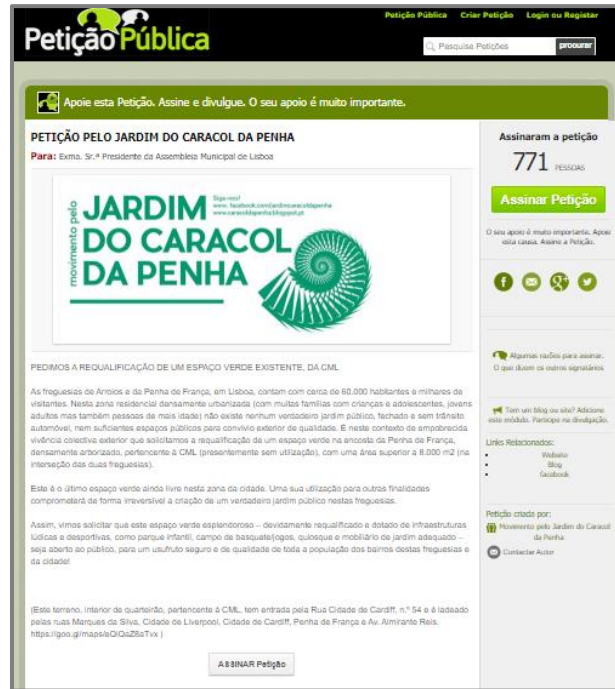 Petição Pública Criar Petição Login ou Registar
Petição Pública
Pesquise Petições
procurar
Apoie esta Petição. Assine e divulgue. O seu apoio é muito importante.
PETIÇÃO PELO JARDIM DO CARACOL DA PENHA
Para: Exma. Sr.ª Presidente da Assembleia Municipal de Lisboa
movimento pelo
JARDIM
DO CARACOL
DA PENHA
Siga-nos!
www.facebook.com/jardimcaracoldapenha
www.caracoldapenha.blogspot.pt
PEDIMOS A REQUALIFICAÇÃO DE UM ESPAÇO VERDE EXISTENTE, DA CML
As freguesias de Arroios e da Penha de França, em Lisboa, contam com cerca de 60.000 habitantes e milhares de
visitantes. Nesta zona residencial densamente urbanizada (com muitas famílias com crianças e adolescentes, jovens
adultos mas também pessoas de mais idade) não existe nenhum verdadeiro jardim público, fechado e sem trânsito
automóvel, nem suficientes espaços públicos para convívio exterior de qualidade. É neste contexto de empobrecida
vivência colectiva exterior que solicitamos a requalificação de um espaço verde na encosta da Penha de França,
densamente arborizado, pertencente à CML (presentemente sem utilização), com uma área superior a 8.000 m2 (na
interseção das duas freguesias).
Este é o último espaço verde ainda livre nesta zona da cidade. Uma sua utilização para outras finalidades
comprometerá de forma irreversível a criação de um verdadeiro jardim público nestas freguesias.
Assim, vimos solicitar que este espaço verde esplendoroso – devidamente requalificado e dotado de infraestruturas
lúdicas e desportivas, como parque infantil, campo de basquete/jogos, quiosque e mobiliário de jardim adequado –
seja aberto ao público, para um usufruto seguro e de qualidade de toda a população dos bairros destas freguesias e
da cidade!
(Este terreno, interior de quarteirão, pertencente à CML, tem entrada pela Rua Cidade de Cardiff, n.º 54 e é ladeado
pelas ruas Marques da Silva, Cidade de Liverpool, Cidade de Cardiff, Penha de França e Av. Almirante Reis.
https://goo.gl/maps/eQiQaZ8aTvx )
ASSINAR Petição
Assinaram a petição
771 PESSOAS
Assinar Petição
O seu apoio é muito importante. Apoie
esta causa. Assine a Petição.
Algumas razões para assinar.
O que dizem os outros signatários
Tem um blog ou site? Adicione
este módulo. Participe na divulgação.
Links Relacionados:
Website
Blog
facebook
Petição criada por:
Movimento pelo Jardim do Caracol
da Penha
Contactar Autor